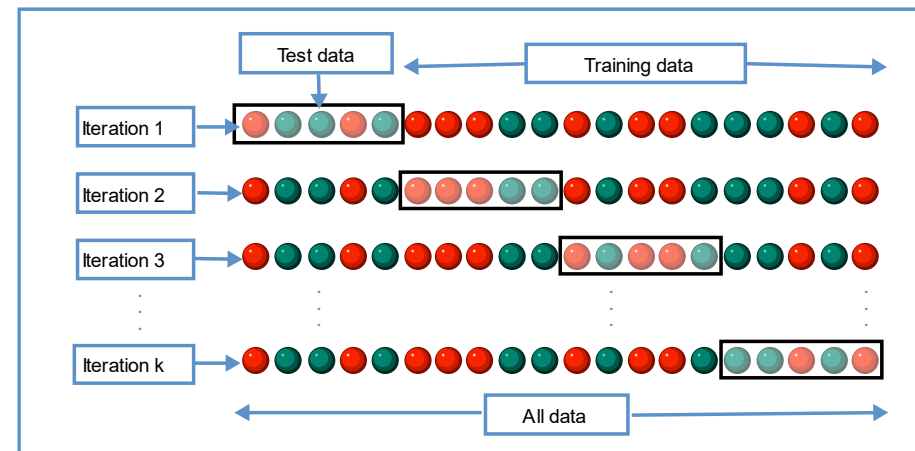 Test data
Training data
Iteration 1
Iteration 2
Iteration 3
Iteration k
All data